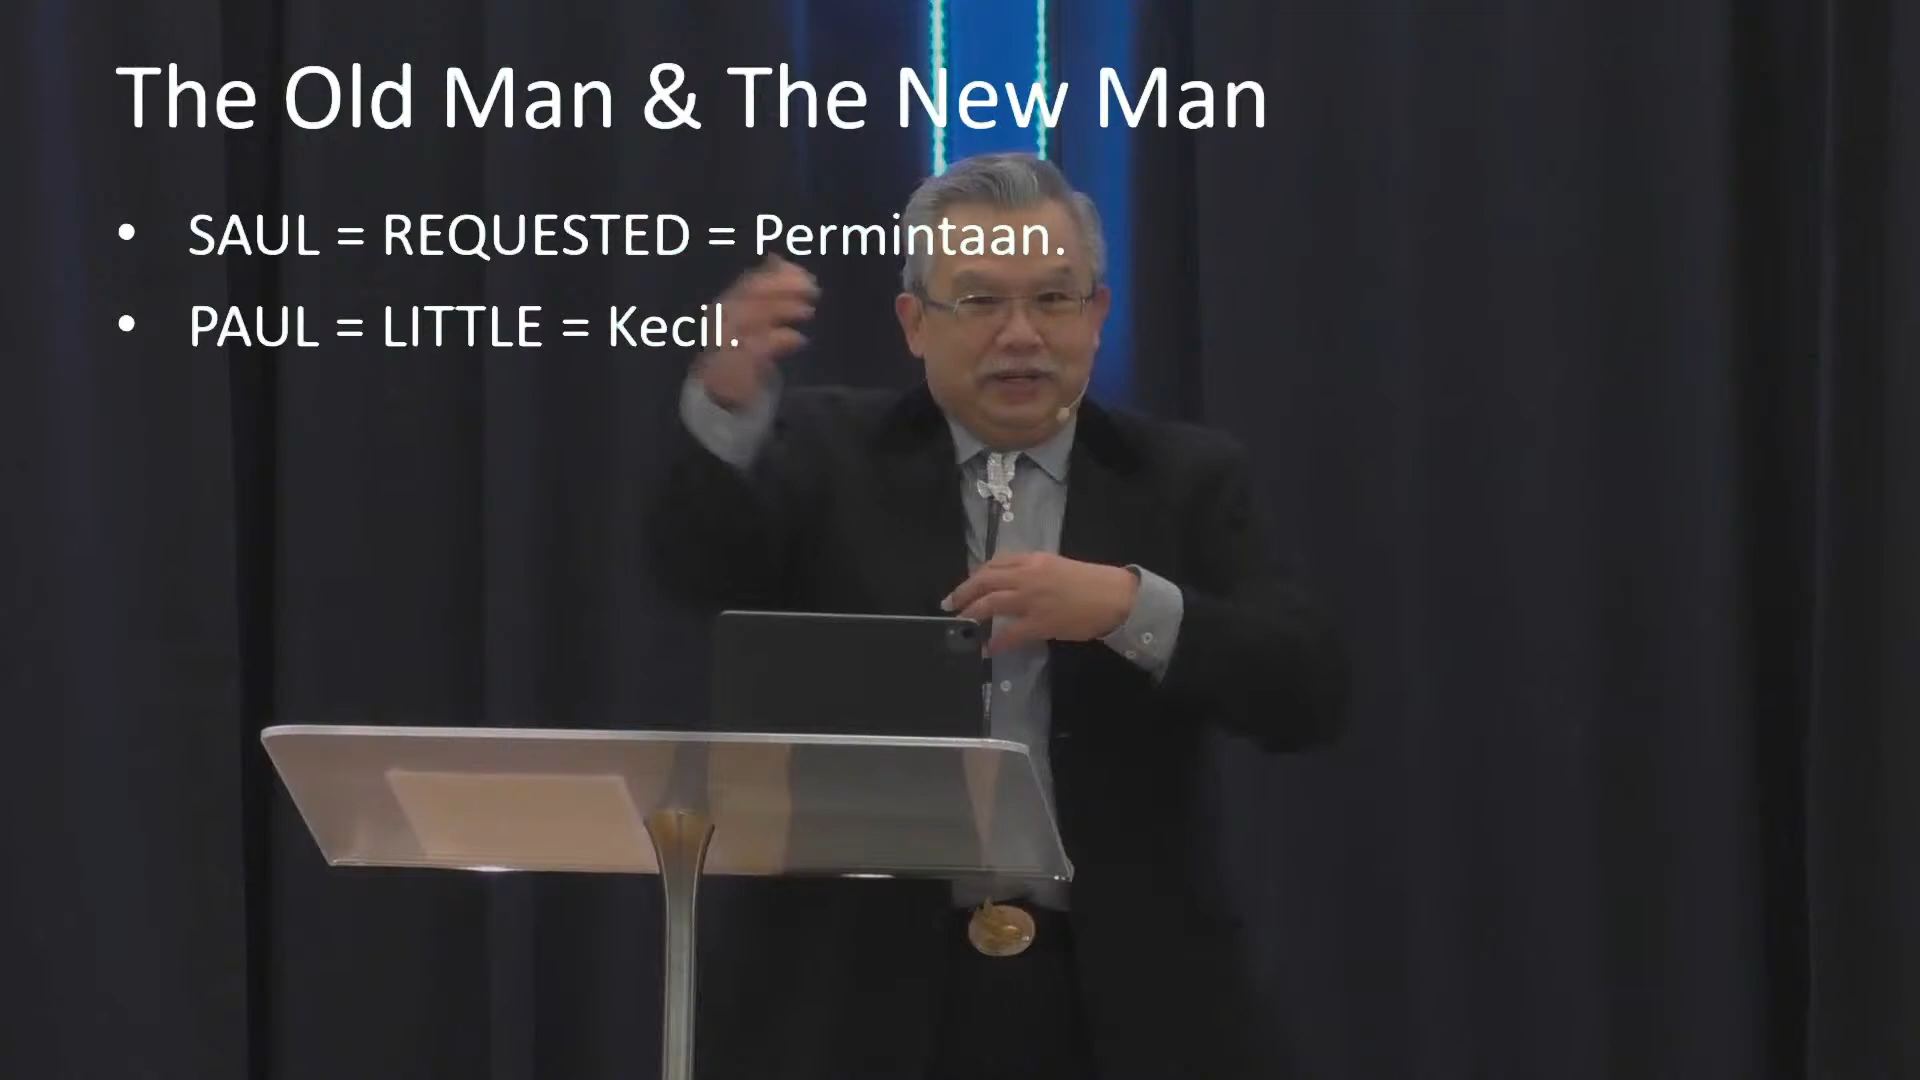 The Old Man & The New Man
• SAUL = REQUESTED = Permintaan.
• PAUL = LITTLE = Kecil.